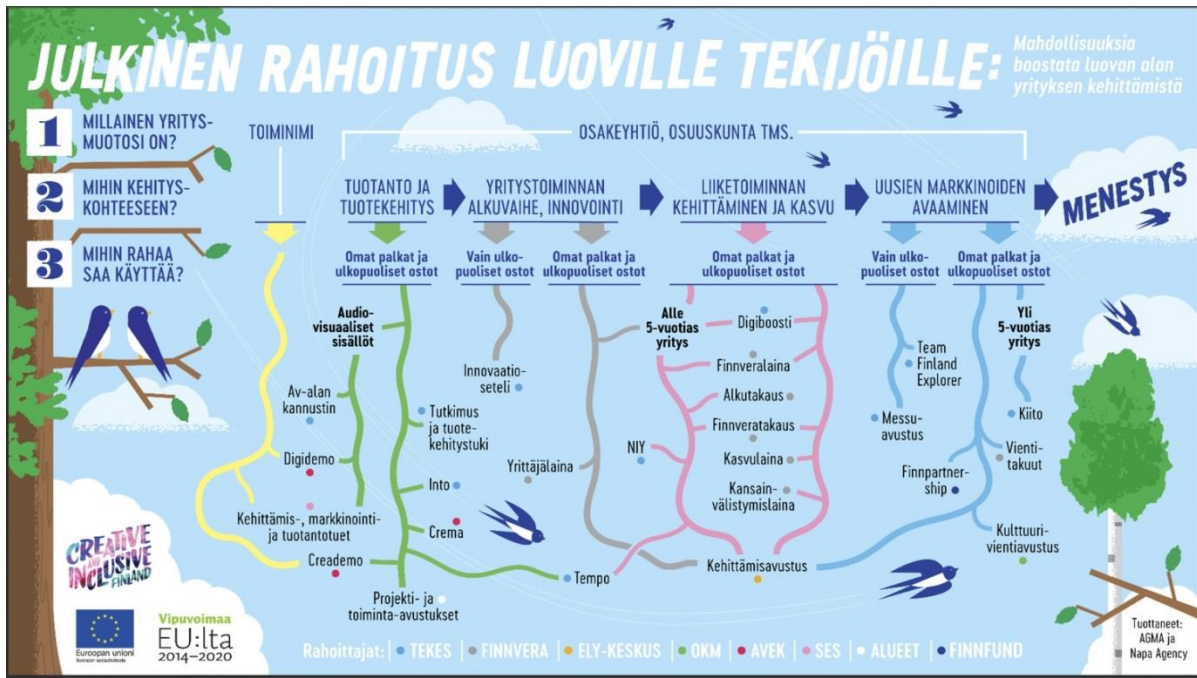 JULKINEN RAHOITUS LUOVILLE TEKIJÖILLE:
Mahdollisuuksia
boostata luovan alan
yrityksen kehittämistä
1 MILLAINEN YRITYS-
MUOTOSI ON?
2 MIHIN KEHITYS-
KOHTEESEEN?
3 MIHIN RAHAA
SAA KÄYTTÄÄ?
TOIMINIMI
OSAKEYHTIÖ, OSUUSKUNTA TMS.
TUOTANTO JA
TUOTEKEHITYS
YRITYSTOIMINNAN
ALKUVAIHE, INNOVOINTI
LIIKETOIMINNAN
KEHITTÄMINEN JA KASVU
UUSIEN MARKKINOIDEN
AVAAMINEN
MENESTYS
Omat palkat ja
ulkopuoliset ostot
Vain ulko-
puoliset ostot
Omat palkat ja
ulkopuoliset ostot
Omat palkat ja
ulkopuoliset ostot
Vain ulko-
puoliset ostot
Omat palkat ja
ulkopuoliset ostot
Audio-
visuaaliset
sisällöt
Av-alan
kannustin
Digidemo
Kehittämis-, markkinointi-
ja tuotantotuet
Creademo
Tutkimus
ja tuote-
kehitystuki
Into
Crema
Projekti- ja
toiminta-avustukset
Innovaatio-
seteli
Yrittäjälaina
Tempo
Alle
5-vuotias
yritys
NIY
Digiboosti
Finnveralaina
Alkutakaus
Finnveratakaus
Kasvulaina
Kansain-
välistymislaina
Kehittämisavustus
Team
Finland
Explorer
Messu-
avustus
Finnpartner-
ship
Yli
5-vuotias
yritys
Kiito
Vienti-
takuut
Kulttuuri-
vientiavustus
CREATIVE
AND
INCLUSIVE
FINLAND
Euroopan unioni
Euroopan sosiaalirahasto
Vipuvoimaa
EU:lta
2014–2020
Rahoittajat: TEKES | FINNVERA | ELY-KESKUS | OKM | AVEK | SES | ALUEET | FINNFUND
Tuottaneet:
AGMA ja
Napa Agency